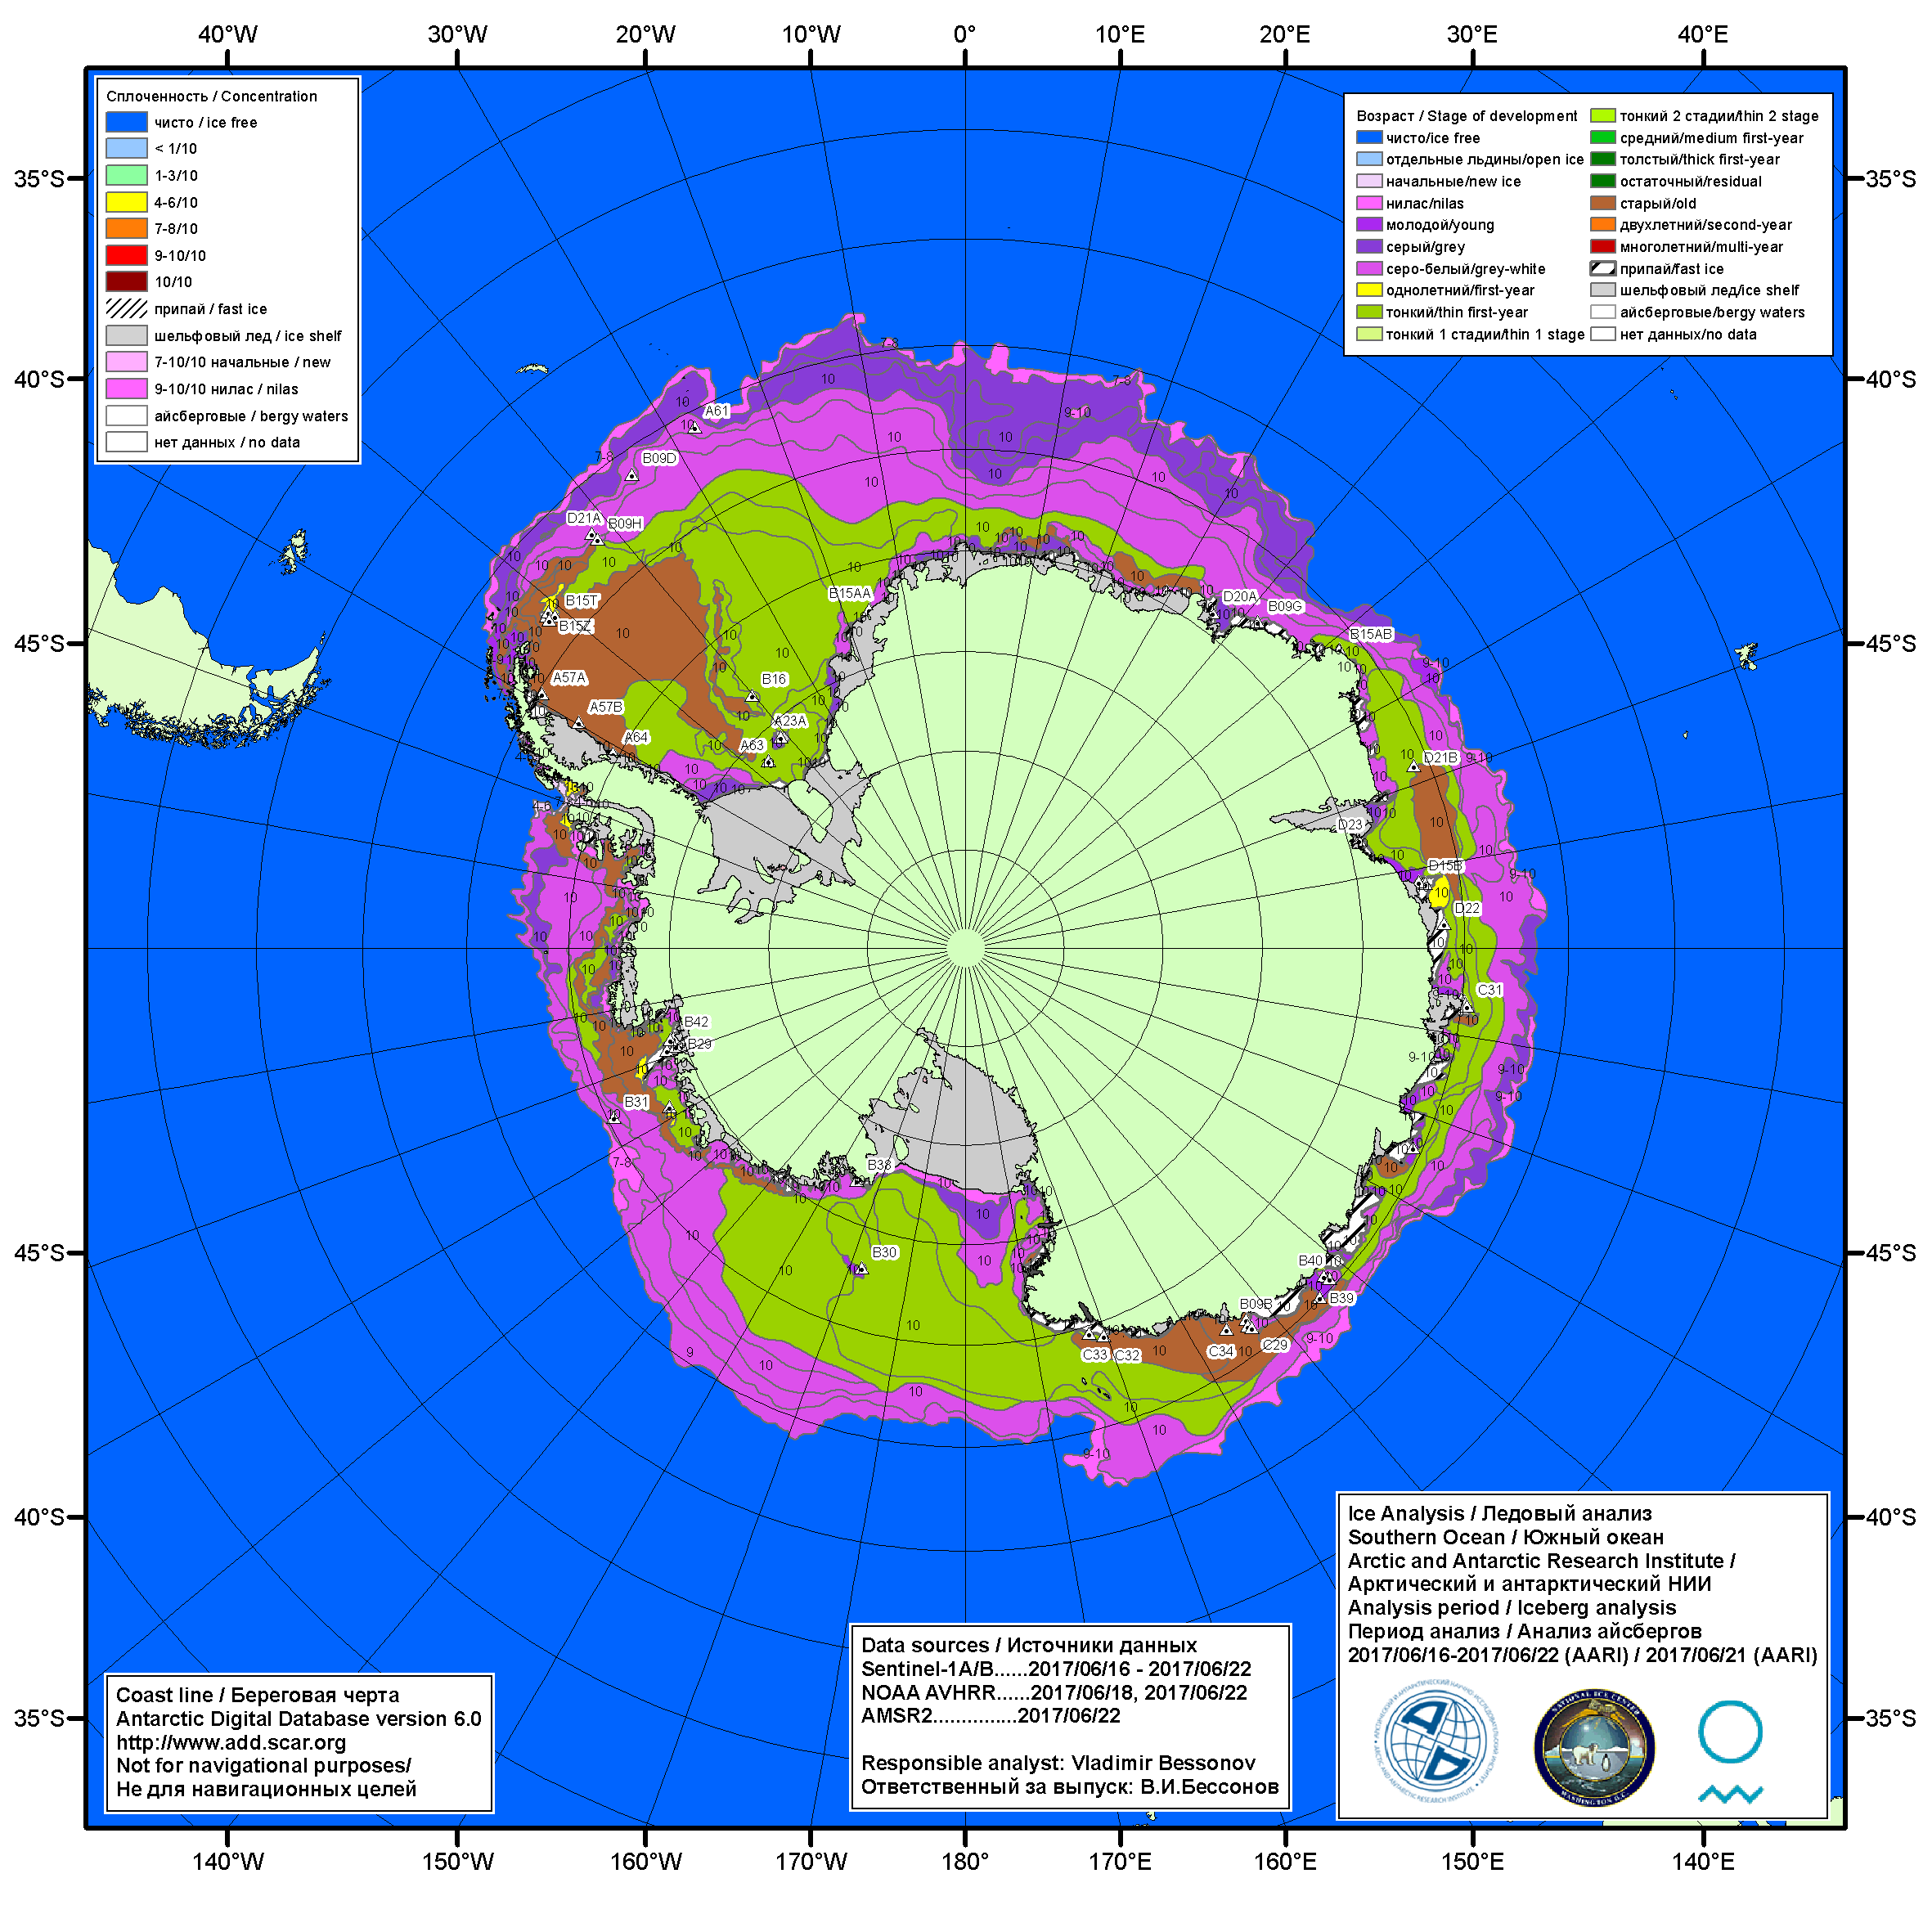 40°W 30°W 20°W 10°W 0° 10°E 20°E 30°E 40°E
Сплоченность / Concentration
чисто / ice free
< 1/10
1-3/10
4-6/10
7-8/10
9-10/10
10/10
припай / fast ice
шельфовый лед / ice shelf
7-10/10 начальные / new
9-10/10 нилас / nilas
айсберговые / bergy waters
нет данных / no data
Возраст / Stage of development
чисто/ice free
отдельные льдины/open ice
начальные/new ice
нилас/nilas
молодой/young
серый/grey
серо-белый/grey-white
однолетний/first-year
тонкий/thin first-year
тонкий 1 стадии/thin 1 stage
тонкий 2 стадии/thin 2 stage
средний/medium first-year
толстый/thick first-year
остаточный/residual
старый/old
двухлетний/second-year
многолетний/multi-year
припай/fast ice
шельфовый лед/ice shelf
айсберговые/bergy waters
нет данных/no data
35°S 35°S
40°S 40°S
45°S 45°S
45°S 45°S
40°S 40°S
35°S 35°S
A61
B09D
D21A
B09H
B15T
B15Z
B15AA
D20A
B09G
B15AB
A57A
A57B
A64
B16
A23A
A63
D21B
D23
D15B
D22
C31
B42
B29
B31
B38
B30
B40
B39
B09B
C33
C32
C34
C29
Ice Analysis / Ледовый анализ
Southern Ocean / Южный океан
Arctic and Antarctic Research Institute /
Арктический и антарктический НИИ
Analysis period / Iceberg analysis
Период анализ / Анализ айсбергов
2017/06/16-2017/06/22 (AARI) / 2017/06/21 (AARI)
NATIONAL ICE CENTER
WASHINGTON D.C.
Data sources / Источники данных
Sentinel-1A/B......2017/06/16 - 2017/06/22
NOAA AVHRR......2017/06/18, 2017/06/22
AMSR2...............2017/06/22
Responsible analyst: Vladimir Bessonov
Ответственный за выпуск: В.И.Бессонов
Coast line / Береговая черта
Antarctic Digital Database version 6.0
http://www.add.scar.org
Not for navigational purposes/
Не для навигационных целей
140°W 150°W 160°W 170°W 180° 170°E 160°E 150°E 140°E